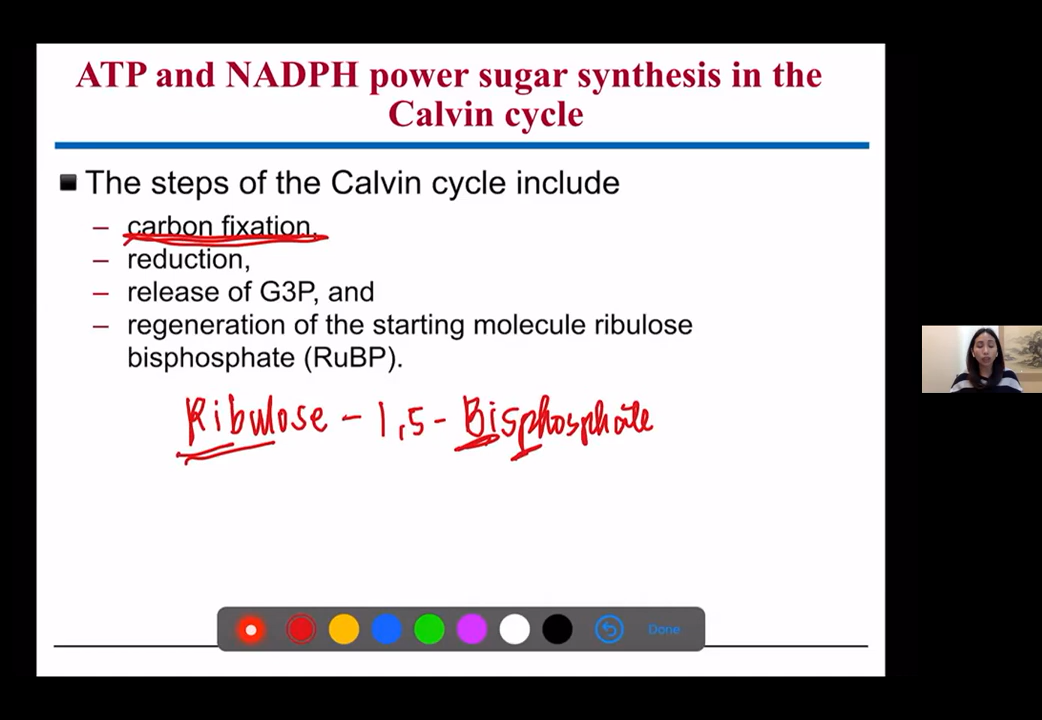 ATP and NADPH power sugar synthesis in the
Calvin cycle
■ The steps of the Calvin cycle include
– carbon fixation,
– reduction,
– release of G3P, and
– regeneration of the starting molecule ribulose
bisphosphate (RuBP).
Ribulose - 1,5 - Bisphosphate
Done